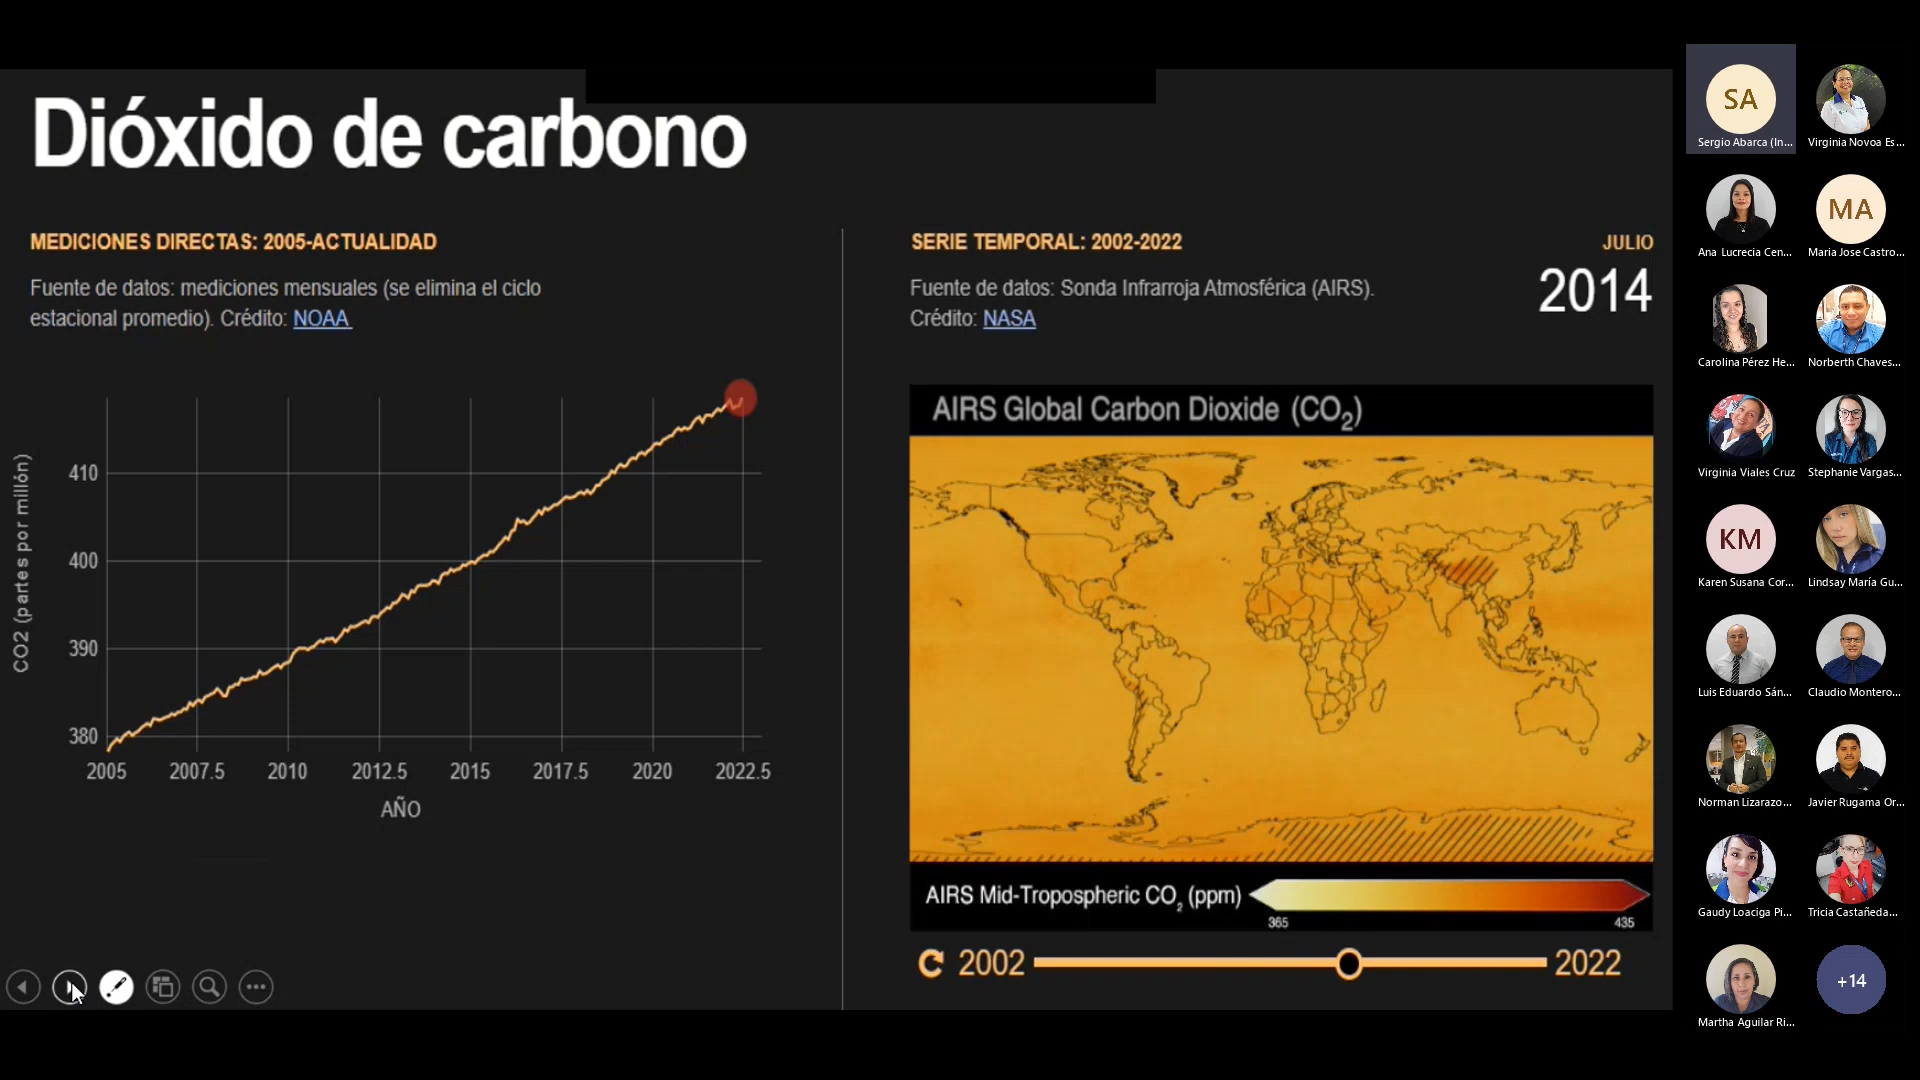 Dióxido de carbono
MEDICIONES DIRECTAS: 2005-ACTUALIDAD
Fuente de datos: mediciones mensuales (se elimina el ciclo
estacional promedio). Crédito: NOAA
CO2 (partes por millón)
410
400
390
380
2005 2007.5 2010 2012.5 2015 2017.5 2020 2022.5
AÑO
SERIE TEMPORAL: 2002-2022
Fuente de datos: Sonda Infrarroja Atmosférica (AIRS).
Crédito: NASA
JULIO
2014
AIRS Global Carbon Dioxide (CO2)
AIRS Mid-Tropospheric CO2 (ppm)
365 435
2002 2022
SA
Sergio Abarca (In...
Virginia Novoa Es...
Ana Lucrecia Cen...
MA
Maria Jose Castro...
Carolina Pérez He...
Norberth Chaves...
Virginia Viales Cruz
Stephanie Vargas...
KM
Karen Susana Cor...
Lindsay María Gu...
Luis Eduardo Sán...
Claudio Montero...
Norman Lizarazo...
Javier Rugama Or...
Gaudy Loaciga Pi...
Tricia Castañeda...
Martha Aguilar Ri...
+14